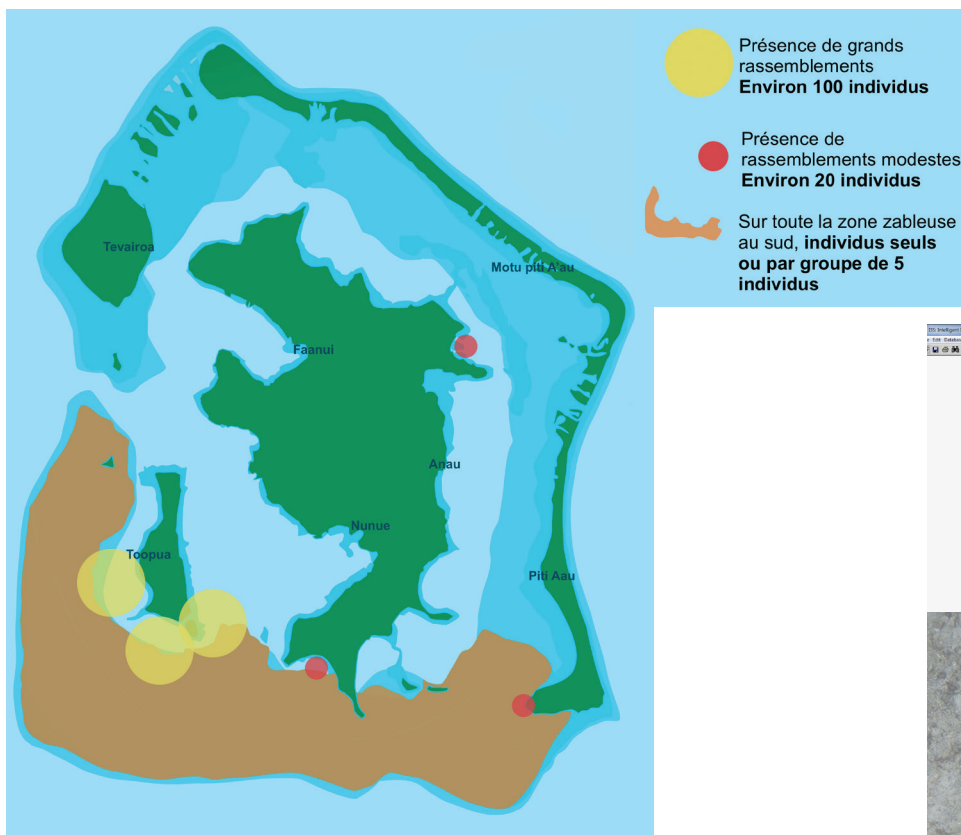 Présence de grands
rassemblements
Environ 100 individus
Présence de
rassemblements modestes
Environ 20 individus
Sur toute la zone zableuse
au sud, individus seuls
ou par groupe de 5
individus
Tevairoa
Motu piti A'au
Faanui
Anau
Nunue
Toopua
Piti Aau